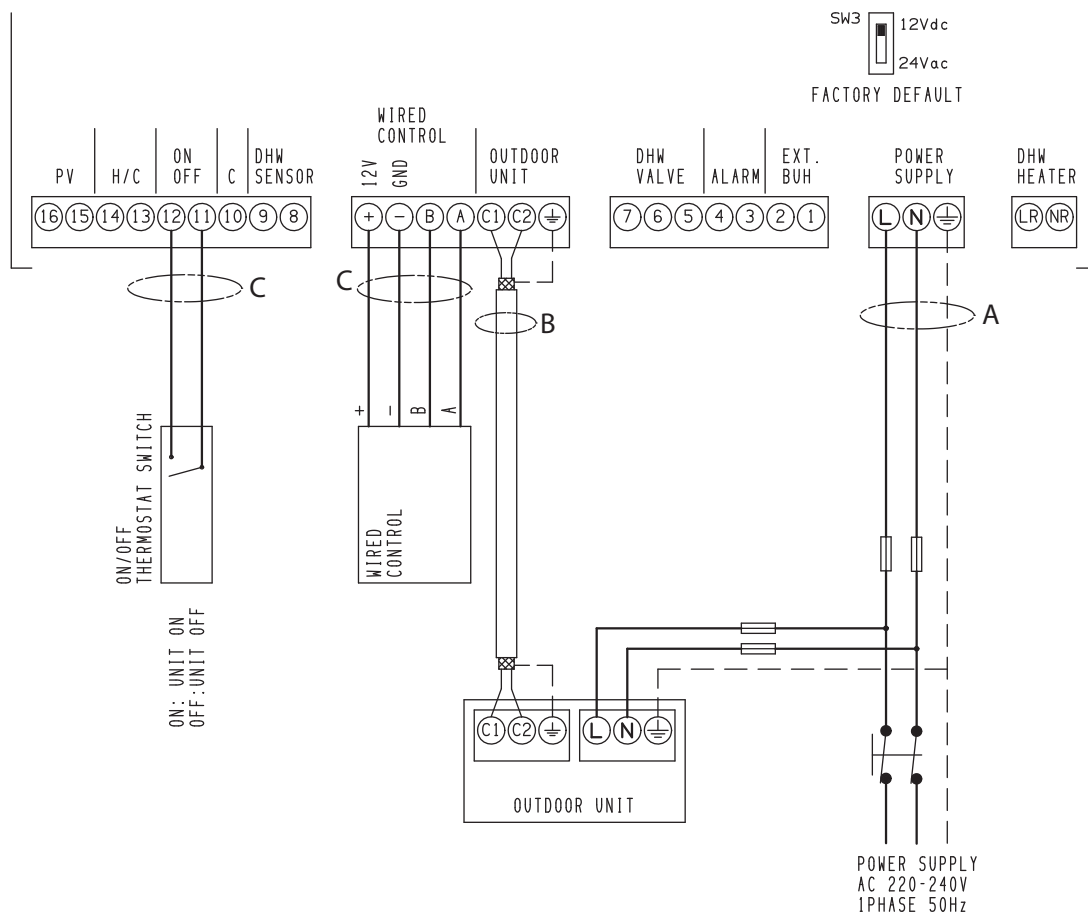 SW3
12Vdc
24Vac
FACTORY DEFAULT
PV
H/C
ON
OFF
C
DHW
SENSOR
WIRED
CONTROL
12V
GND
OUTDOOR
UNIT
DHW
VALVE
ALARM
EXT.
BUH
POWER
SUPPLY
DHW
HEATER
16 15 14 13 12 11 10 9 8
+ - B A C1 C2
7 6 5 4 3 2 1
L N
LR NR
C
C
B
A
+ - B A
ON/OFF
THERMOSTAT SWITCH
WIRED
CONTROL
ON: UNIT ON
OFF:UNIT OFF
C1 C2
L N
OUTDOOR UNIT
POWER SUPPLY
AC 220-240V
1PHASE 50Hz